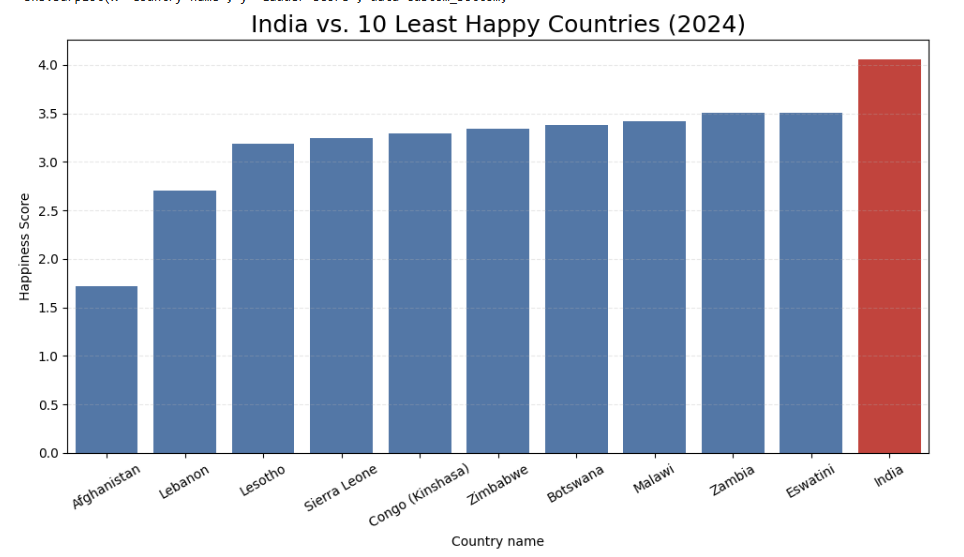 India vs. 10 Least Happy Countries (2024)
4.0
3.5
3.0
2.5
2.0
1.5
1.0
0.5
0.0
Happiness Score
Afghanistan
Lebanon
Lesotho
Sierra Leone
Congo (Kinshasa)
Zimbabwe
Botswana
Malawi
Zambia
Eswatini
India
Country name